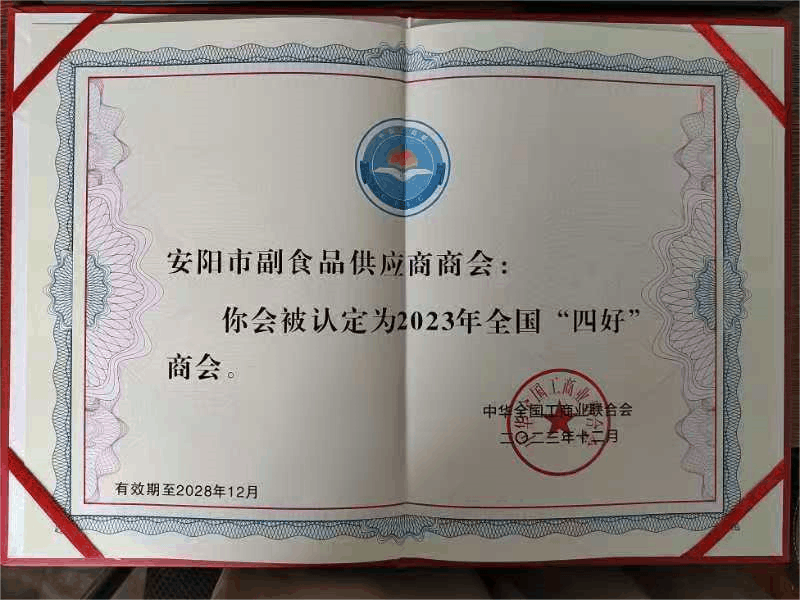 安阳市副食品供应商商会：
你会被认定为2023年全国“四好”
商会。
中华全国工商业联合会
二〇二三年十二月
有效期至2028年12月